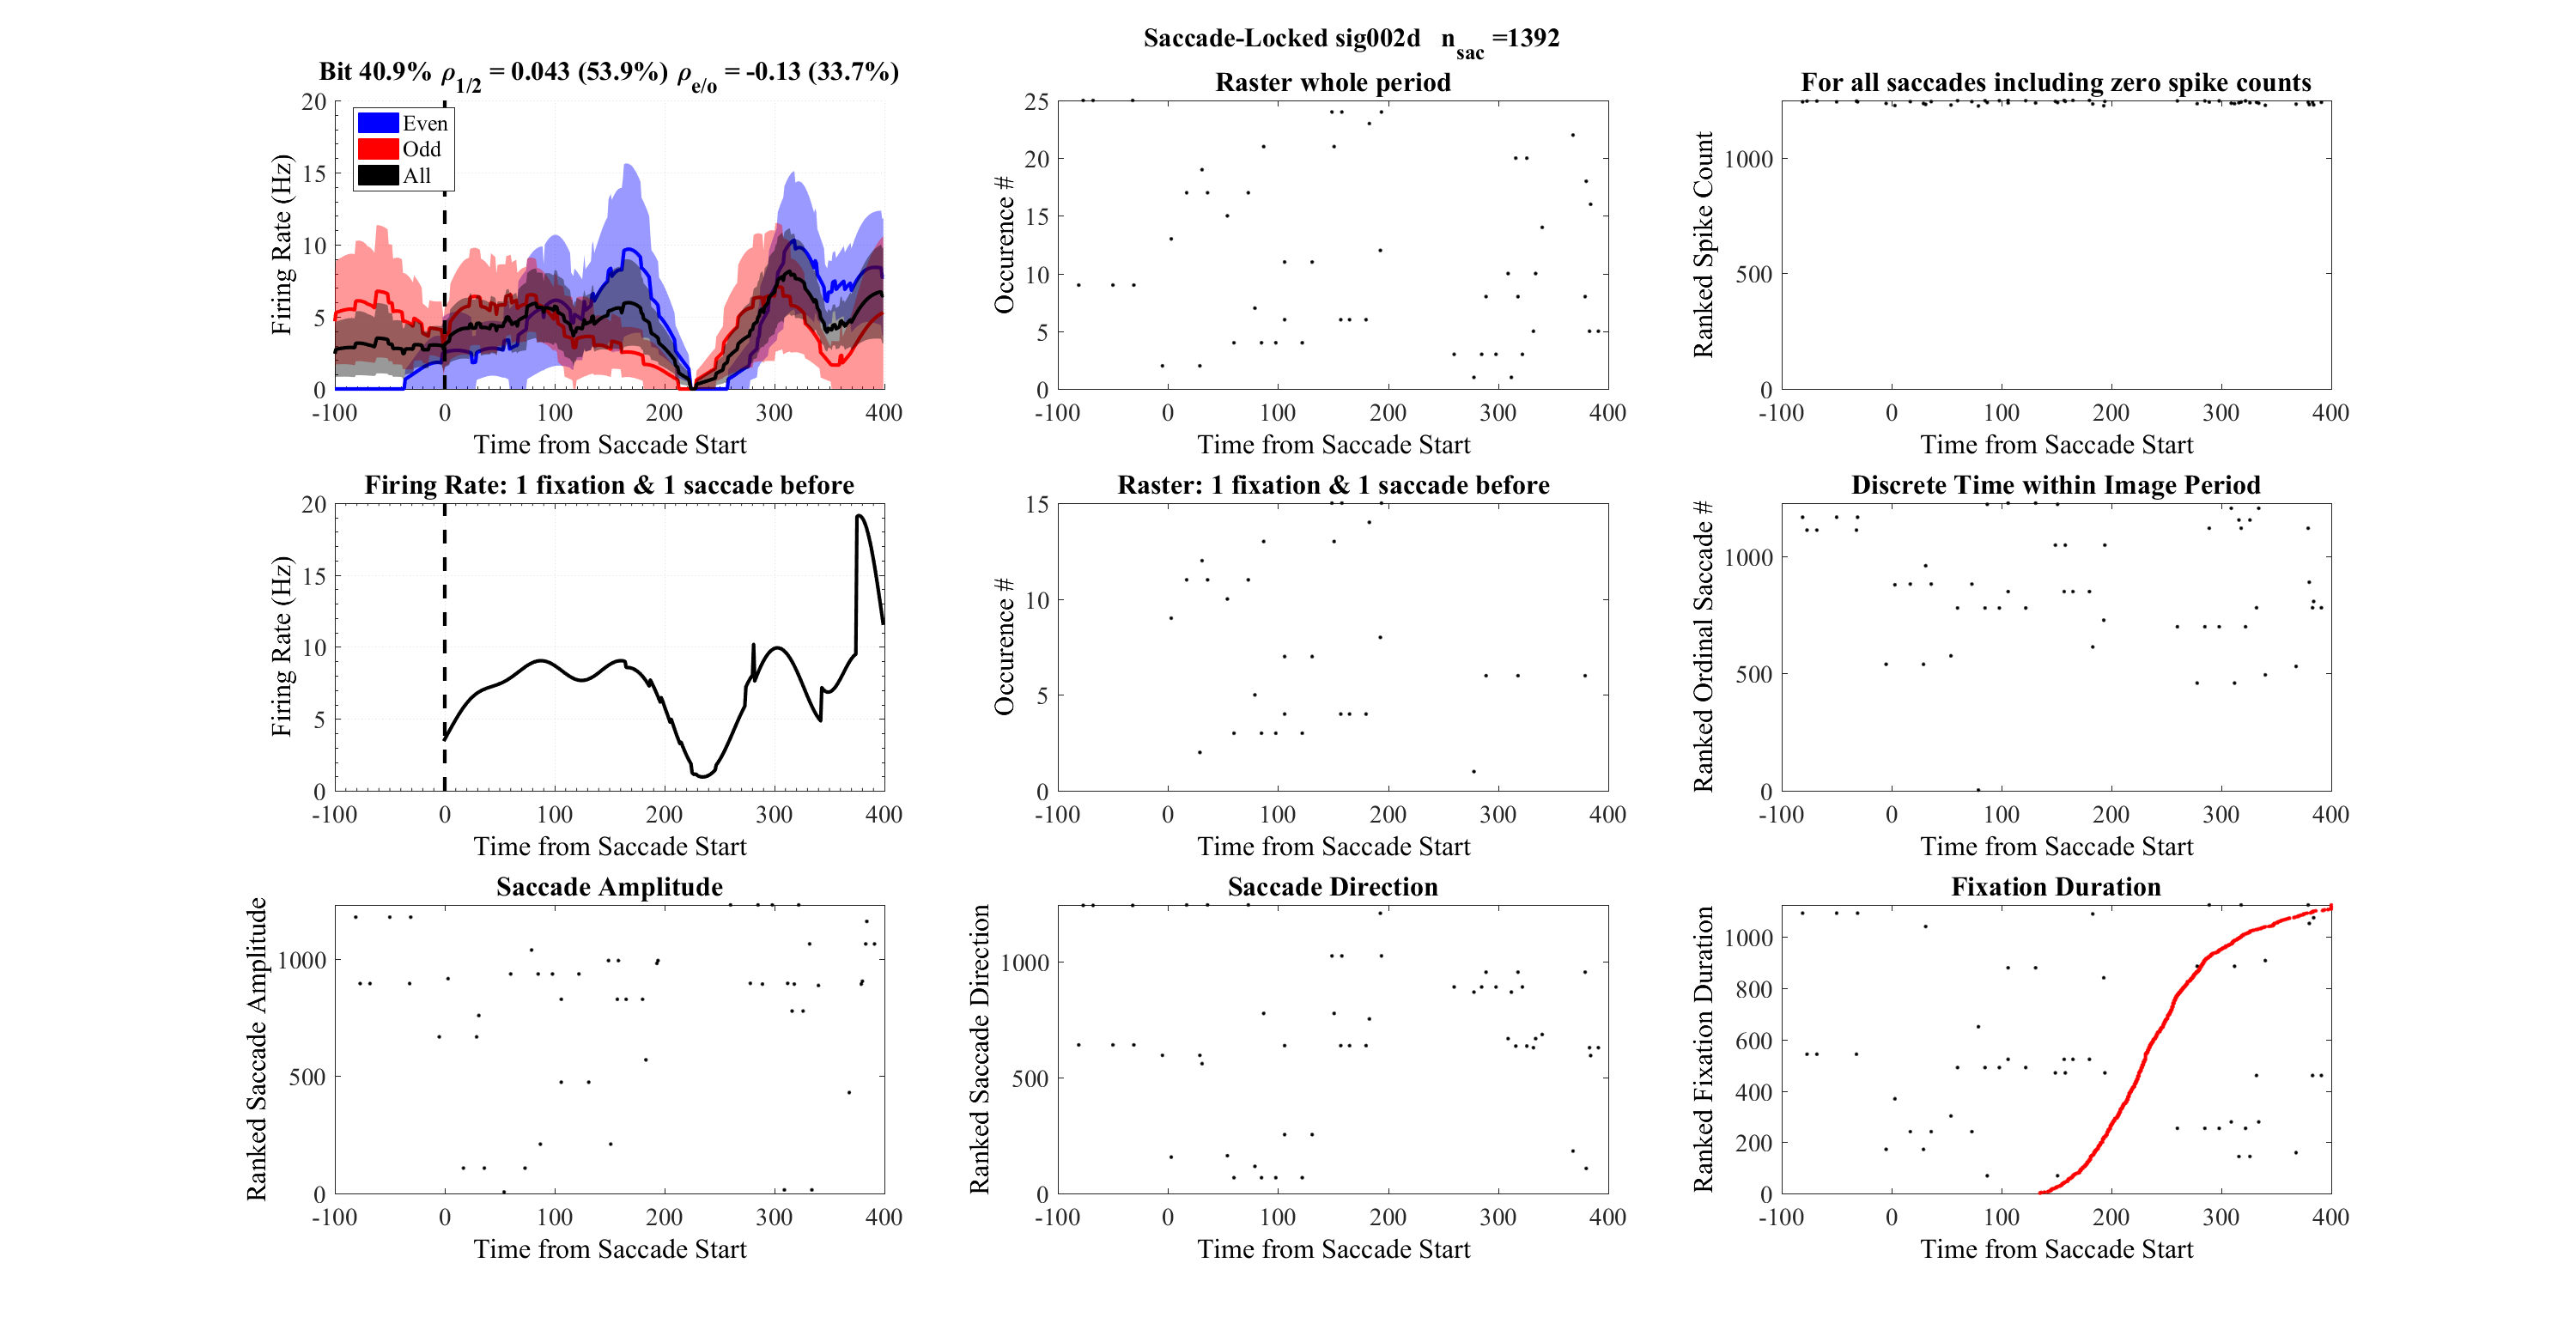 Saccade-Locked sig002d n_sac =1392
Bit 40.9% ρ_1/2 = 0.043 (53.9%) ρ_e/o = -0.13 (33.7%)
Even
Odd
All
Firing Rate (Hz)
20
15
10
5
0
-100 0 100 200 300 400
Time from Saccade Start
Raster whole period
Occurence #
25
20
15
10
5
0
-100 0 100 200 300 400
Time from Saccade Start
For all saccades including zero spike counts
Ranked Spike Count
1000
500
0
-100 0 100 200 300 400
Time from Saccade Start
Firing Rate: 1 fixation & 1 saccade before
Firing Rate (Hz)
20
15
10
5
0
-100 0 100 200 300 400
Time from Saccade Start
Raster: 1 fixation & 1 saccade before
Occurence #
15
10
5
0
-100 0 100 200 300 400
Time from Saccade Start
Discrete Time within Image Period
Ranked Ordinal Saccade #
1000
500
0
-100 0 100 200 300 400
Time from Saccade Start
Saccade Amplitude
Ranked Saccade Amplitude
1000
500
0
-100 0 100 200 300 400
Time from Saccade Start
Saccade Direction
Ranked Saccade Direction
1000
500
0
-100 0 100 200 300 400
Time from Saccade Start
Fixation Duration
Ranked Fixation Duration
1000
800
600
400
200
0
-100 0 100 200 300 400
Time from Saccade Start